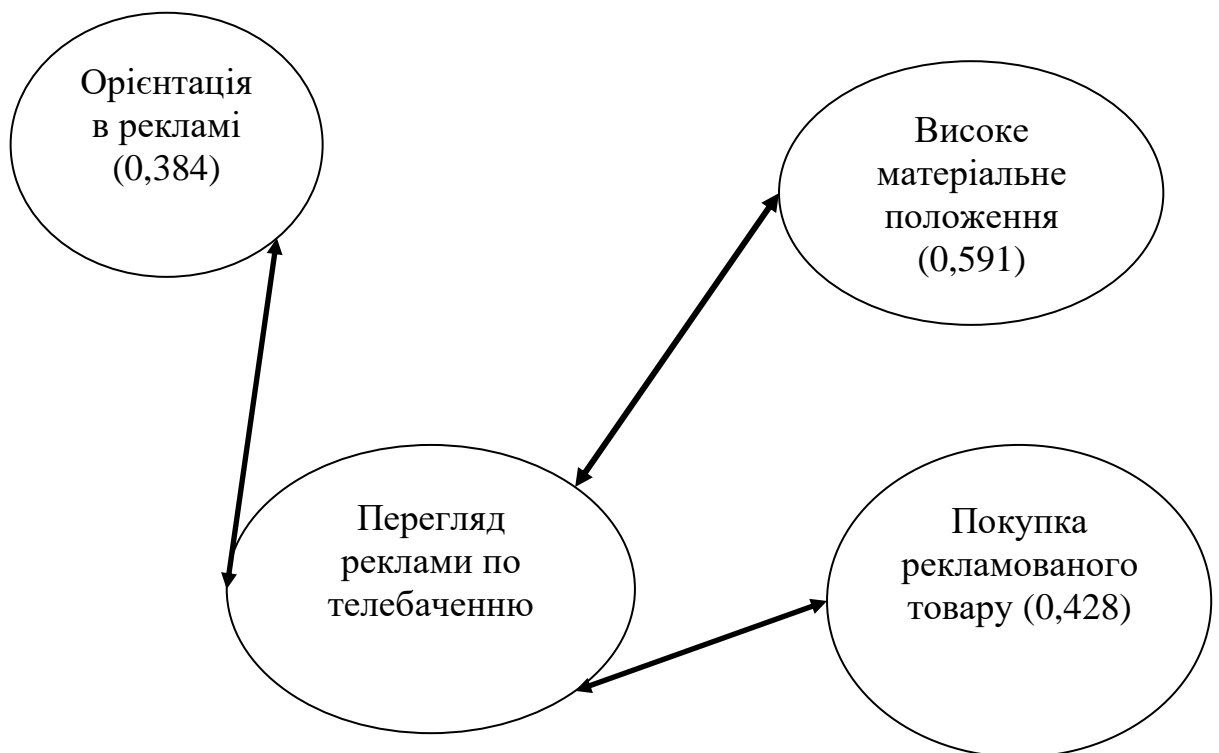 Орієнтація
в рекламі
(0,384)
Високе
матеріальне
положення
(0,591)
Перегляд
реклами по
телебаченню
Покупка
рекламованого
товару (0,428)